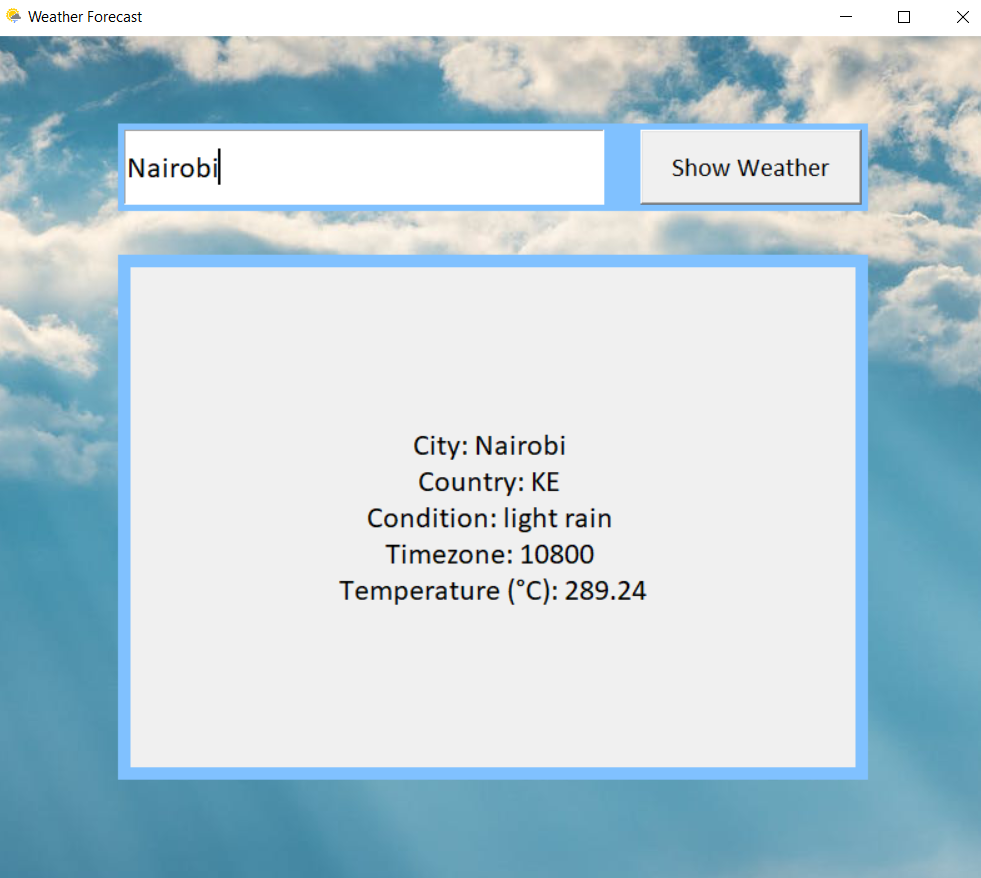 Weather Forecast
Nairobi
Show Weather
City: Nairobi
Country: KE
Condition: light rain
Timezone: 10800
Temperature (°C): 289.24